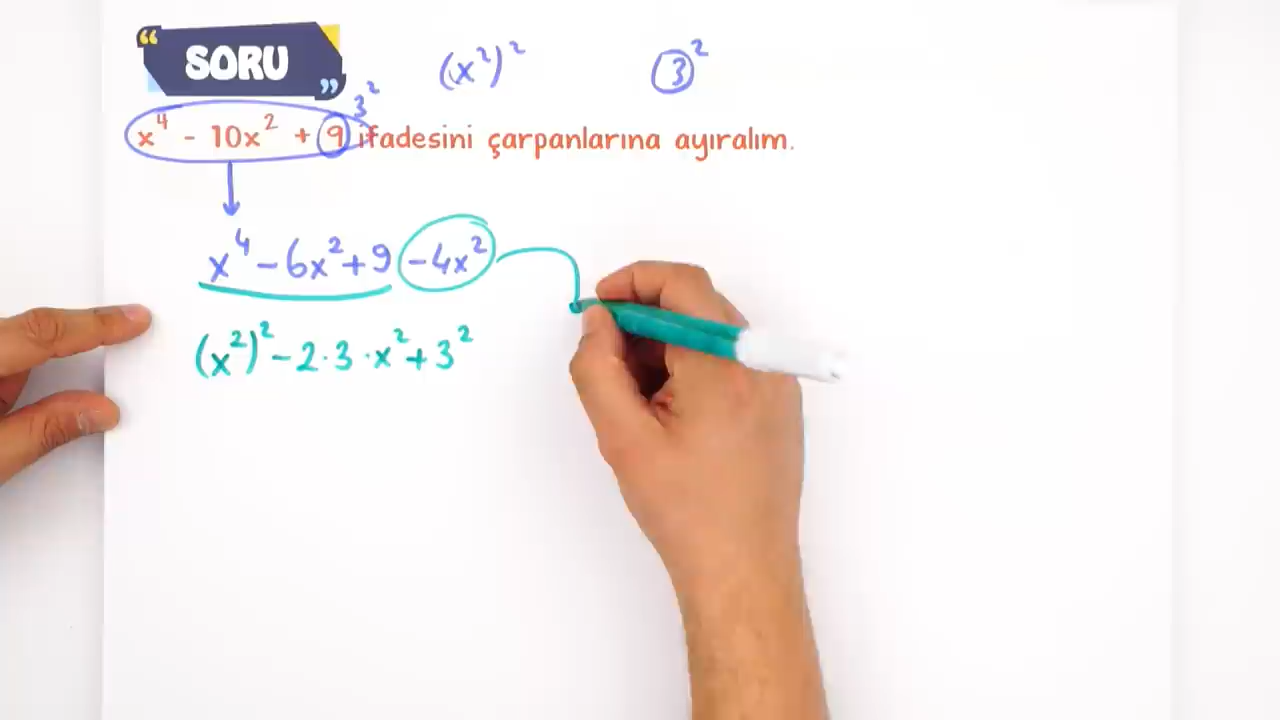 “ SORU ”
(x²)² 3²
3²
x⁴ - 10x² + 9 ifadesini çarpanlarına ayıralım.
x⁴ - 6x² + 9 - 4x²
(x²)² - 2·3·x² + 3²